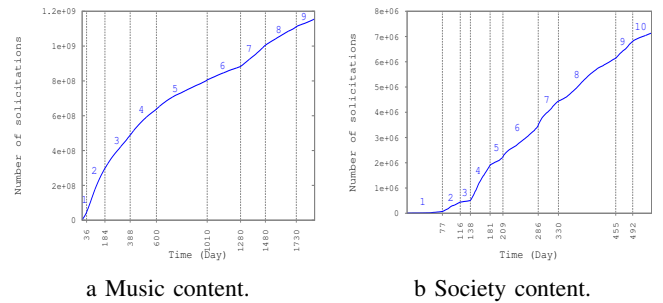 1.2e+09
1e+09
8e+08
6e+08
4e+08
2e+08
0
Number of solicitations
1 2 3 4 5 6 7 8 9
36 184 388 600 1010 1280 1480 1730
Time (Day)
a Music content.
8e+06
7e+06
6e+06
5e+06
4e+06
3e+06
2e+06
1e+06
0
Number of solicitations
1 2 3 4 5 6 7 8 9 10
77 116 138 181 209 286 330 455 492
Time (Day)
b Society content.